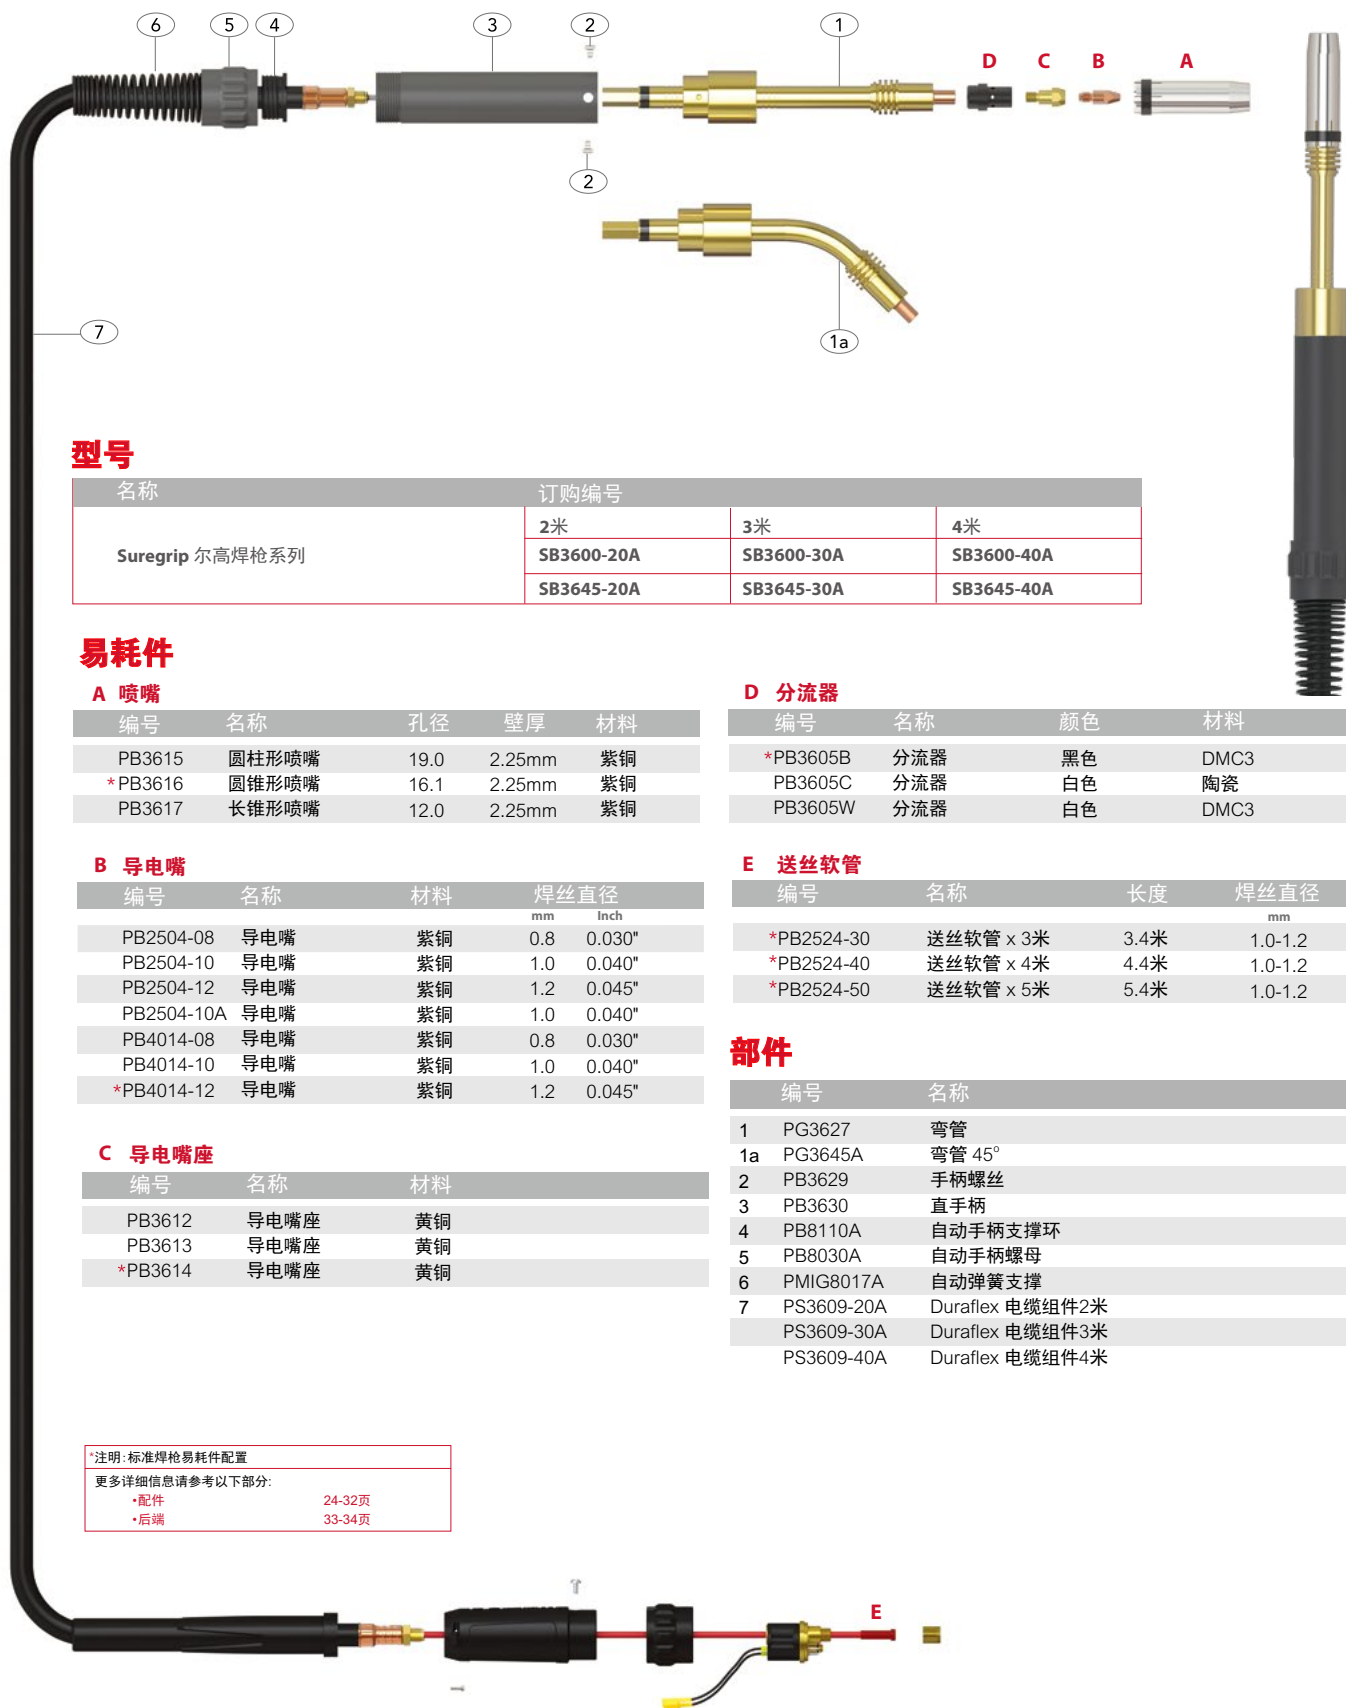 6 5 4 3 2 1
D C B A
2
7
1a
型号
名称 订购编号
2米 3米 4米
Suregrip 尔高焊枪系列 SB3600-20A SB3600-30A SB3600-40A
SB3645-20A SB3645-30A SB3645-40A
易耗件
A 喷嘴
编号 名称 孔径 壁厚 材料
PB3615 圆柱形喷嘴 19.0 2.25mm 紫铜
*PB3616 圆锥形喷嘴 16.1 2.25mm 紫铜
PB3617 长锥形喷嘴 12.0 2.25mm 紫铜
B 导电嘴
编号 名称 材料 焊丝直径
mm Inch
PB2504-08 导电嘴 紫铜 0.8 0.030"
PB2504-10 导电嘴 紫铜 1.0 0.040"
PB2504-12 导电嘴 紫铜 1.2 0.045"
PB2504-10A 导电嘴 紫铜 1.0 0.040"
PB4014-08 导电嘴 紫铜 0.8 0.030"
PB4014-10 导电嘴 紫铜 1.0 0.040"
*PB4014-12 导电嘴 紫铜 1.2 0.045"
C 导电嘴座
编号 名称 材料
PB3612 导电嘴座 黄铜
PB3613 导电嘴座 黄铜
*PB3614 导电嘴座 黄铜
D 分流器
编号 名称 颜色 材料
*PB3605B 分流器 黑色 DMC3
PB3605C 分流器 白色 陶瓷
PB3605W 分流器 白色 DMC3
E 送丝软管
编号 名称 长度 焊丝直径
mm
*PB2524-30 送丝软管 x 3米 3.4米 1.0-1.2
*PB2524-40 送丝软管 x 4米 4.4米 1.0-1.2
*PB2524-50 送丝软管 x 5米 5.4米 1.0-1.2
部件
编号 名称
1 PG3627 弯管
1a PG3645A 弯管 45°
2 PB3629 手柄螺丝
3 PB3630 直手柄
4 PB8110A 自动手柄支撑环
5 PB8030A 自动手柄螺母
6 PMIG8017A 自动弹簧支撑
7 PS3609-20A Duraflex 电缆组件2米
PS3609-30A Duraflex 电缆组件3米
PS3609-40A Duraflex 电缆组件4米
*注明:标准焊枪易耗件配置
更多详细信息请参考以下部分:
•配件 24-32页
•后端 33-34页
E